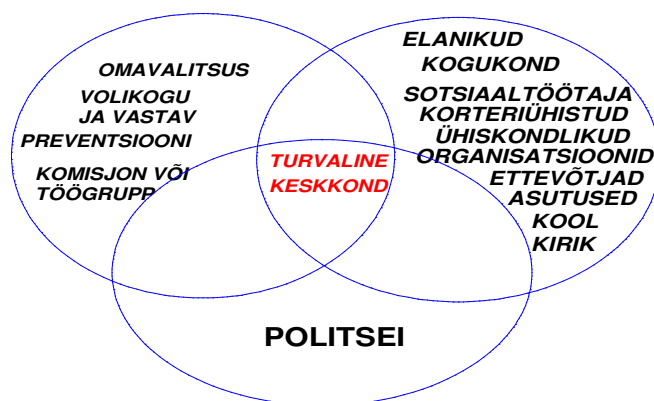 OMAVALITSUS
VOLIKOGU
JA VASTAV
PREVENTSIOONI
KOMISJON VÕI
TÖÖGRUPP
ELANIKUD
KOGUKOND
SOTSIAALTÖÖTAJA
KORTERIÜHISTUD
ÜHISKONDLIKUD
ORGANISATSIOONID
ETTEVÕTJAD
ASUTUSED
KOOL
KIRIK
TURVALINE
KESKKOND
POLITSEI